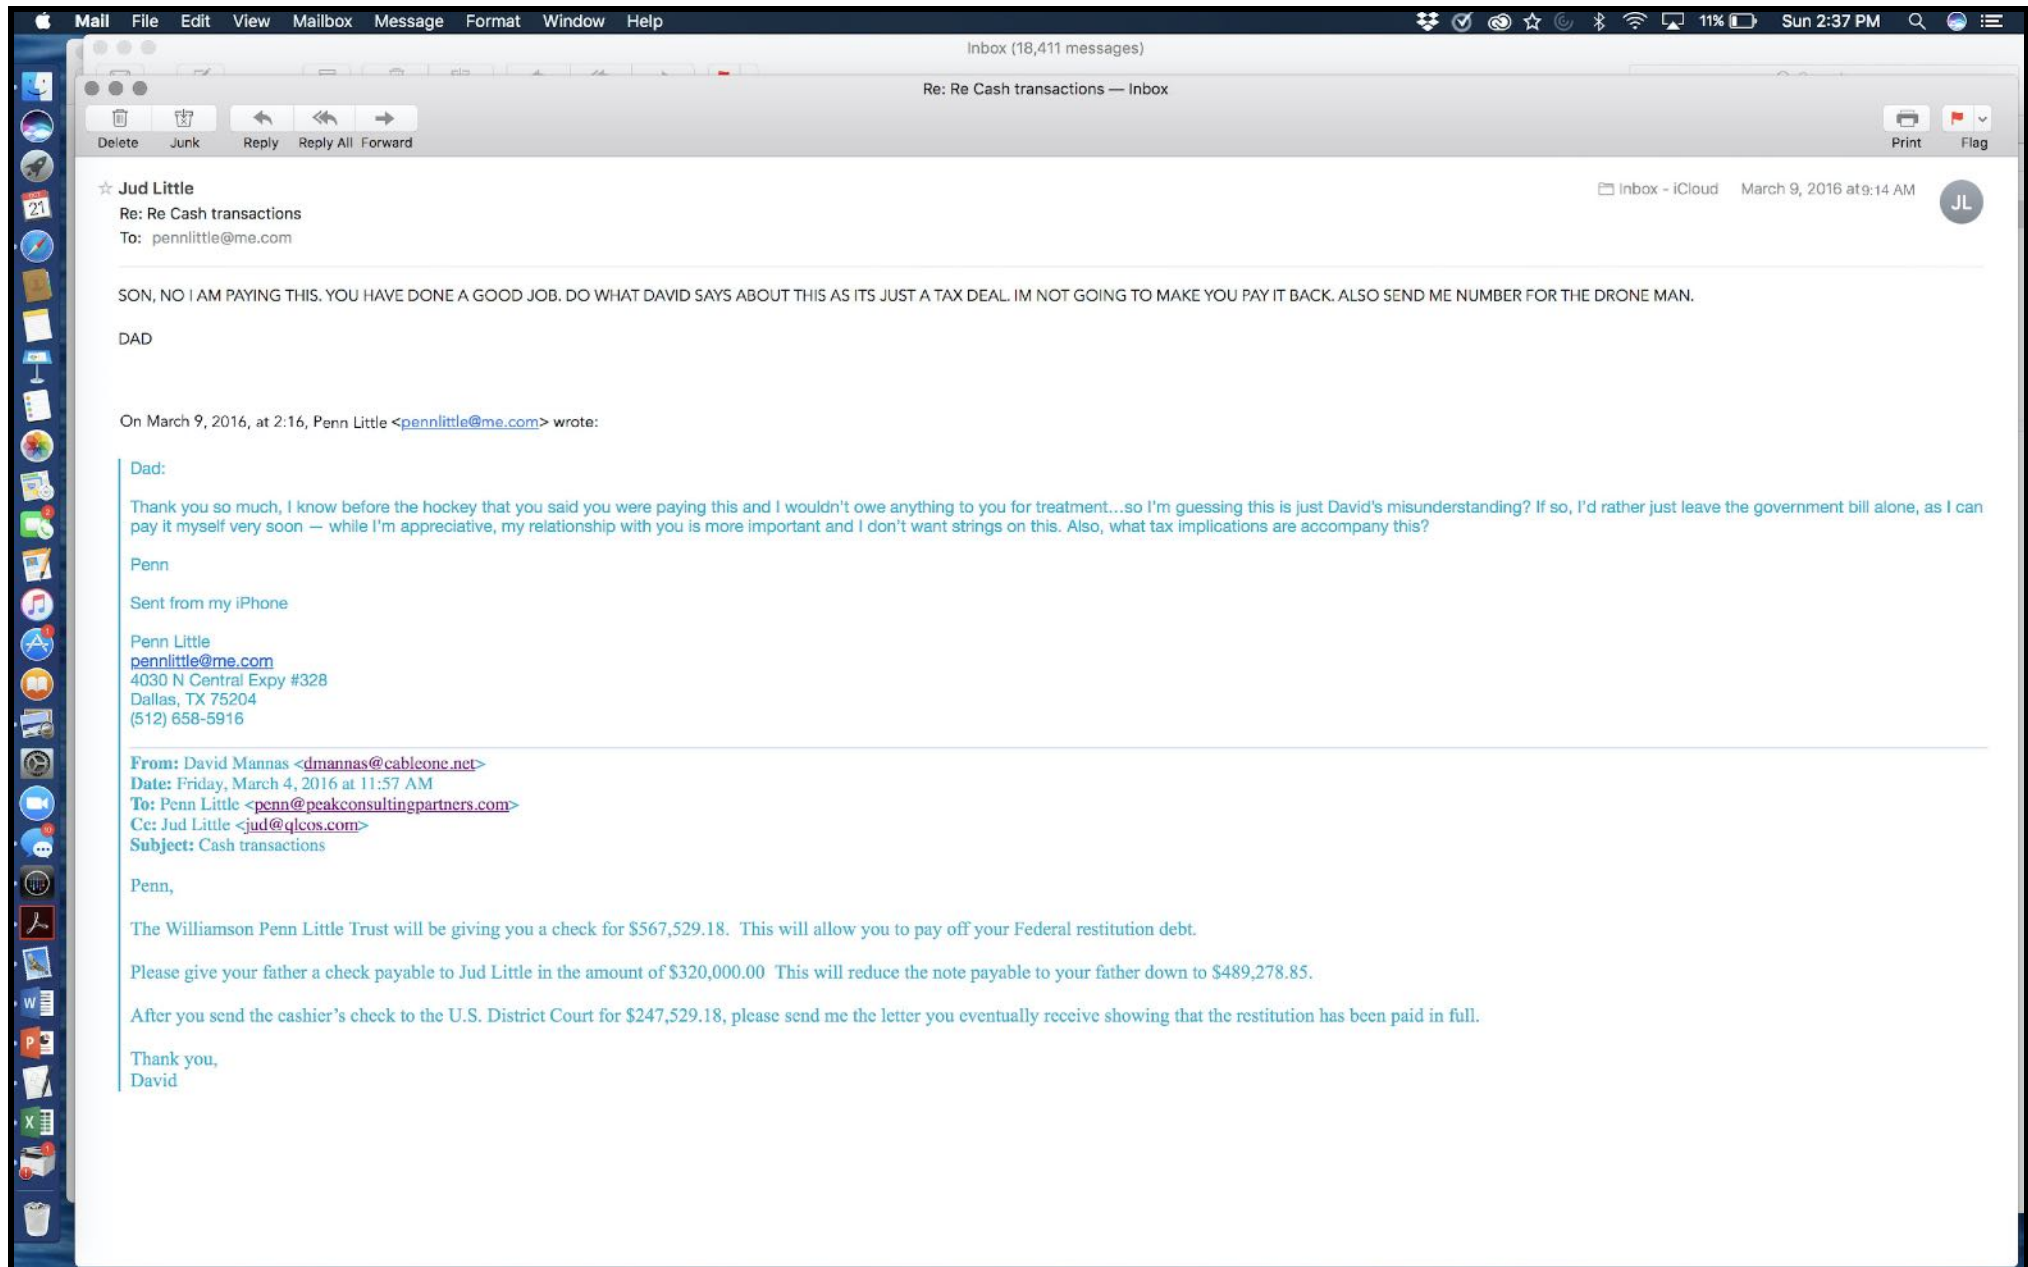 Mail File Edit View Mailbox Message Format Window Help 11% Sun 2:37 PM
Inbox (18,411 messages)
Re: Re Cash transactions — Inbox
Delete Junk Reply Reply All Forward Print Flag
Jud Little Inbox - iCloud March 9, 2016 at 9:14 AM
JL
Re: Re Cash transactions
To: pennlittle@me.com
SON, NO I AM PAYING THIS. YOU HAVE DONE A GOOD JOB. DO WHAT DAVID SAYS ABOUT THIS AS ITS JUST A TAX DEAL. IM NOT GOING TO MAKE YOU PAY IT BACK. ALSO SEND ME NUMBER FOR THE DRONE MAN.
DAD
On March 9, 2016, at 2:16, Penn Little <pennlittle@me.com> wrote:
Dad:
Thank you so much, I know before the hockey that you said you were paying this and I wouldn't owe anything to you for treatment...so I'm guessing this is just David's misunderstanding? If so, I'd rather just leave the government bill alone, as I can
pay it myself very soon — while I'm appreciative, my relationship with you is more important and I don't want strings on this. Also, what tax implications are accompany this?
Penn
Sent from my iPhone
Penn Little
pennlittle@me.com
4030 N Central Expy #328
Dallas, TX 75204
(512) 658-5916
From: David Mannas <dmannas@cableone.net>
Date: Friday, March 4, 2016 at 11:57 AM
To: Penn Little <penn@peakconsultingpartners.com>
Cc: Jud Little <jud@qlcos.com>
Subject: Cash transactions
Penn,
The Williamson Penn Little Trust will be giving you a check for $567,529.18. This will allow you to pay off your Federal restitution debt.
Please give your father a check payable to Jud Little in the amount of $320,000.00 This will reduce the note payable to your father down to $489,278.85.
After you send the cashier's check to the U.S. District Court for $247,529.18, please send me the letter you eventually receive showing that the restitution has been paid in full.
Thank you,
David
21